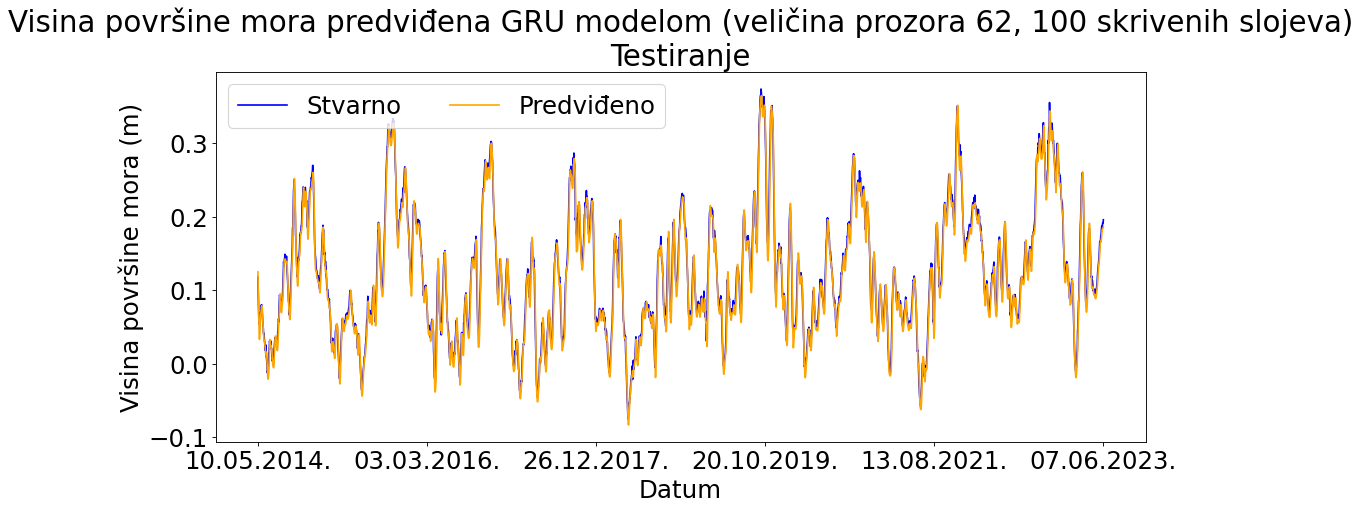 Visina površine mora predviđena GRU modelom (veličina prozora 62, 100 skrivenih slojeva)
Testiranje
Stvarno
Predviđeno
Visina površine mora (m)
0.3
0.2
0.1
0.0
−0.1
10.05.2014.
03.03.2016.
26.12.2017.
20.10.2019.
13.08.2021.
07.06.2023.
Datum